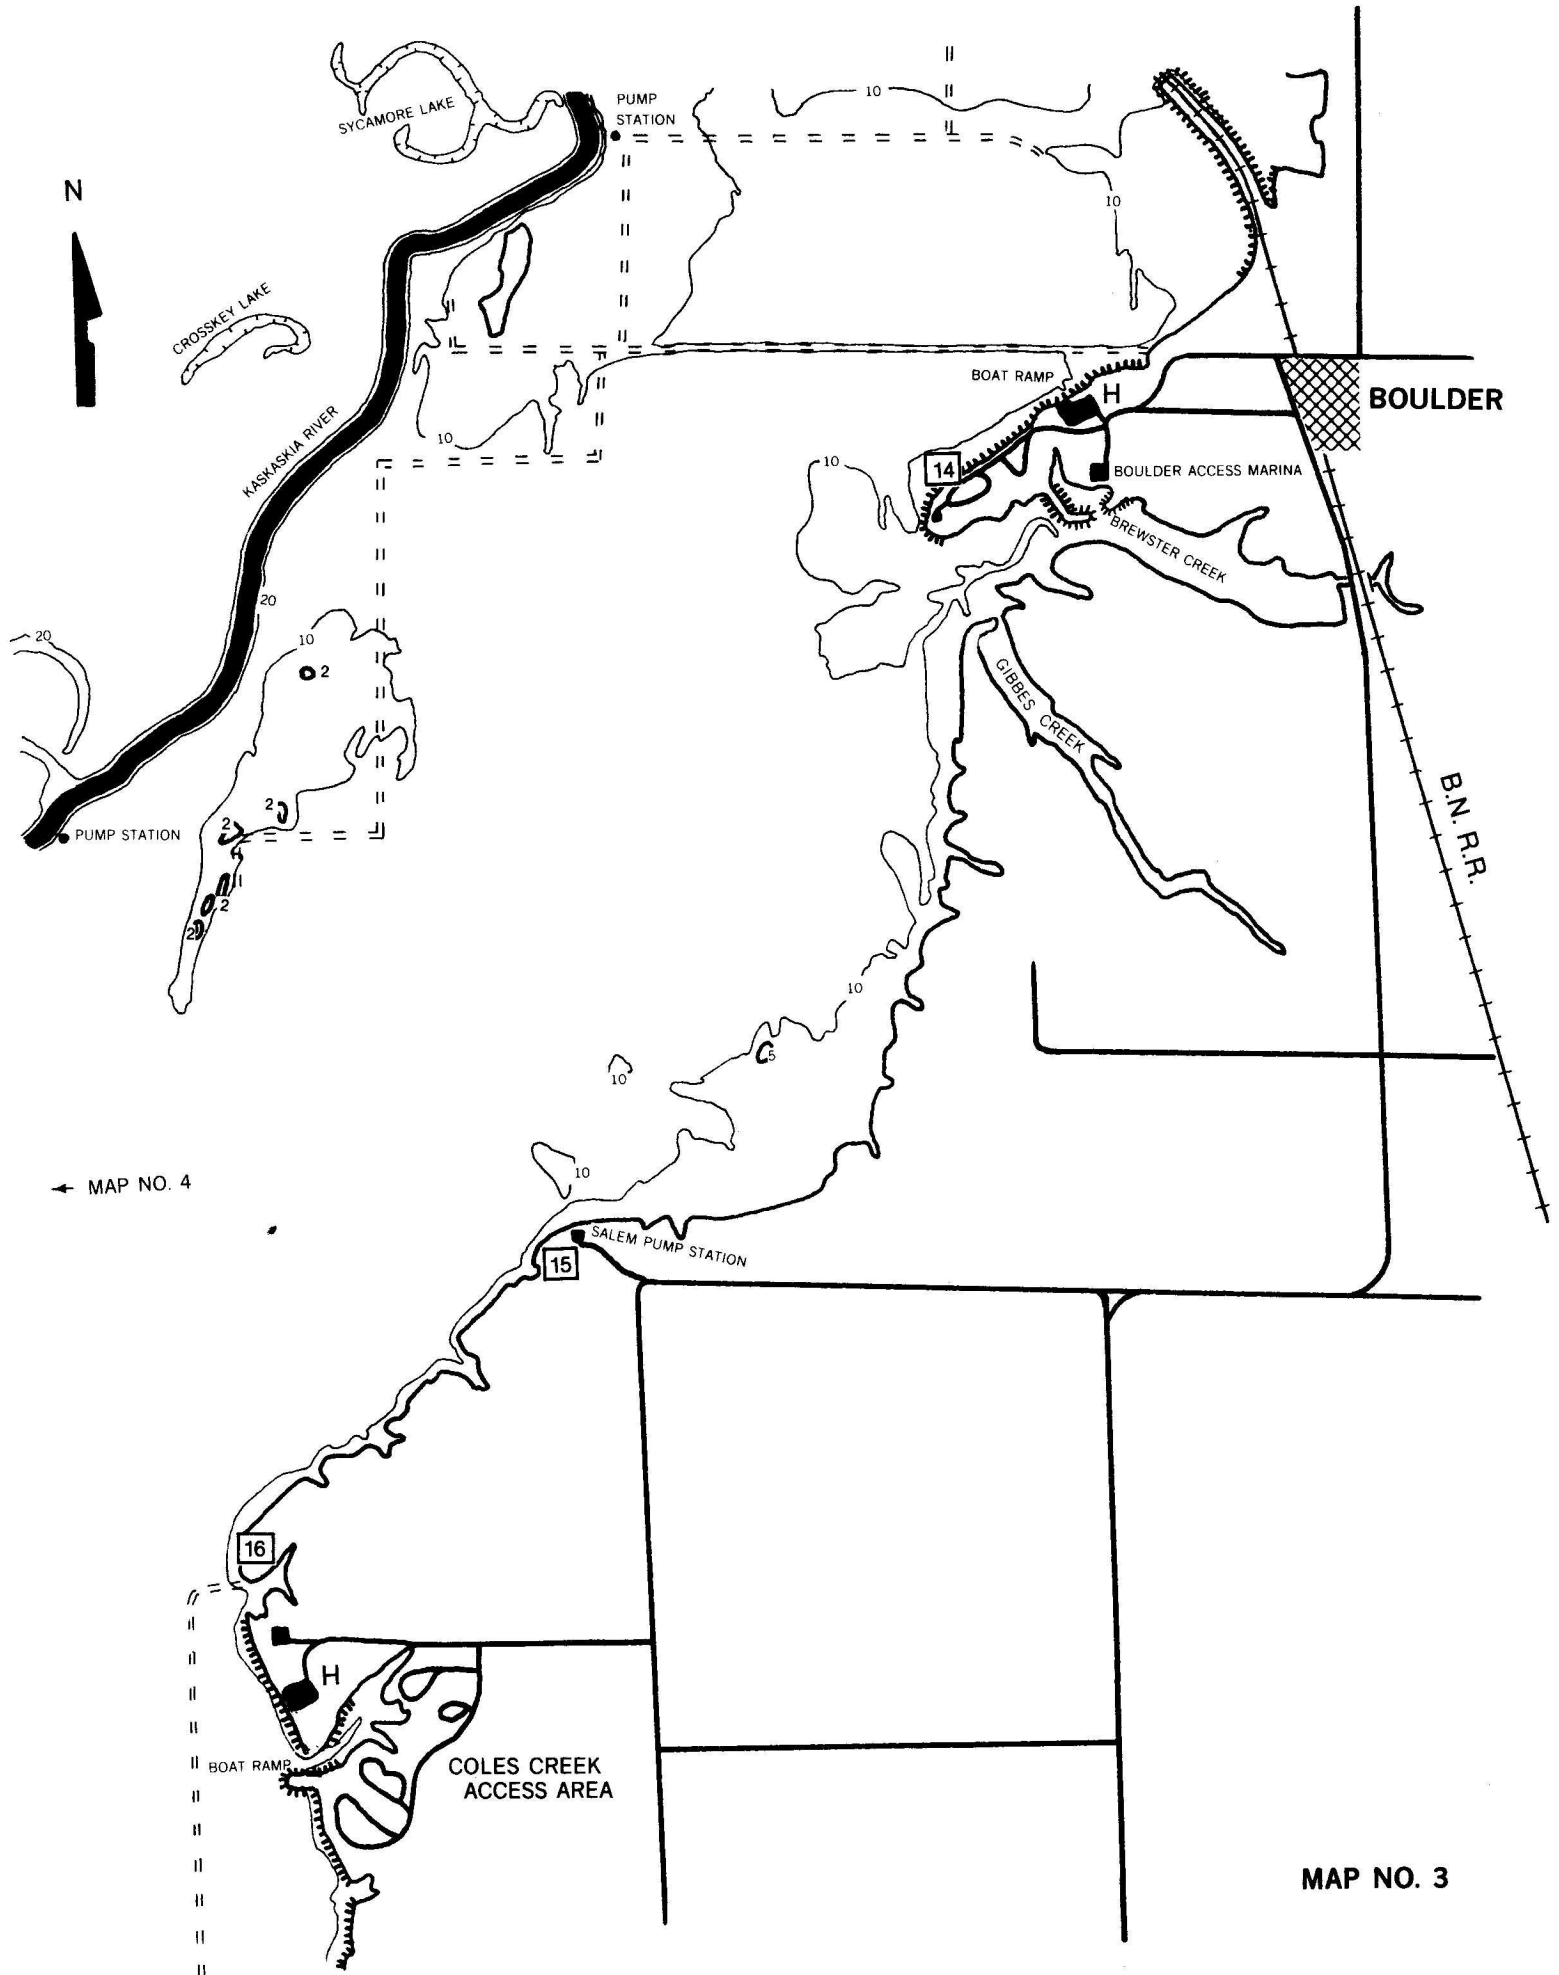 10
PUMP
STATION
SYCAMORE LAKE
N
10
CROSSKEY LAKE
BOAT RAMP
H
BOULDER
KASKASKIA RIVER
10
10
14
BOULDER ACCESS MARINA
BREWSTER CREEK
20
20
10
2
GIBBES CREEK
B.N. R.R.
2
2
PUMP STATION
2
2
10
5
10
10
← MAP NO. 4
SALEM PUMP STATION
15
16
H
BOAT RAMP
COLES CREEK
ACCESS AREA
MAP NO. 3